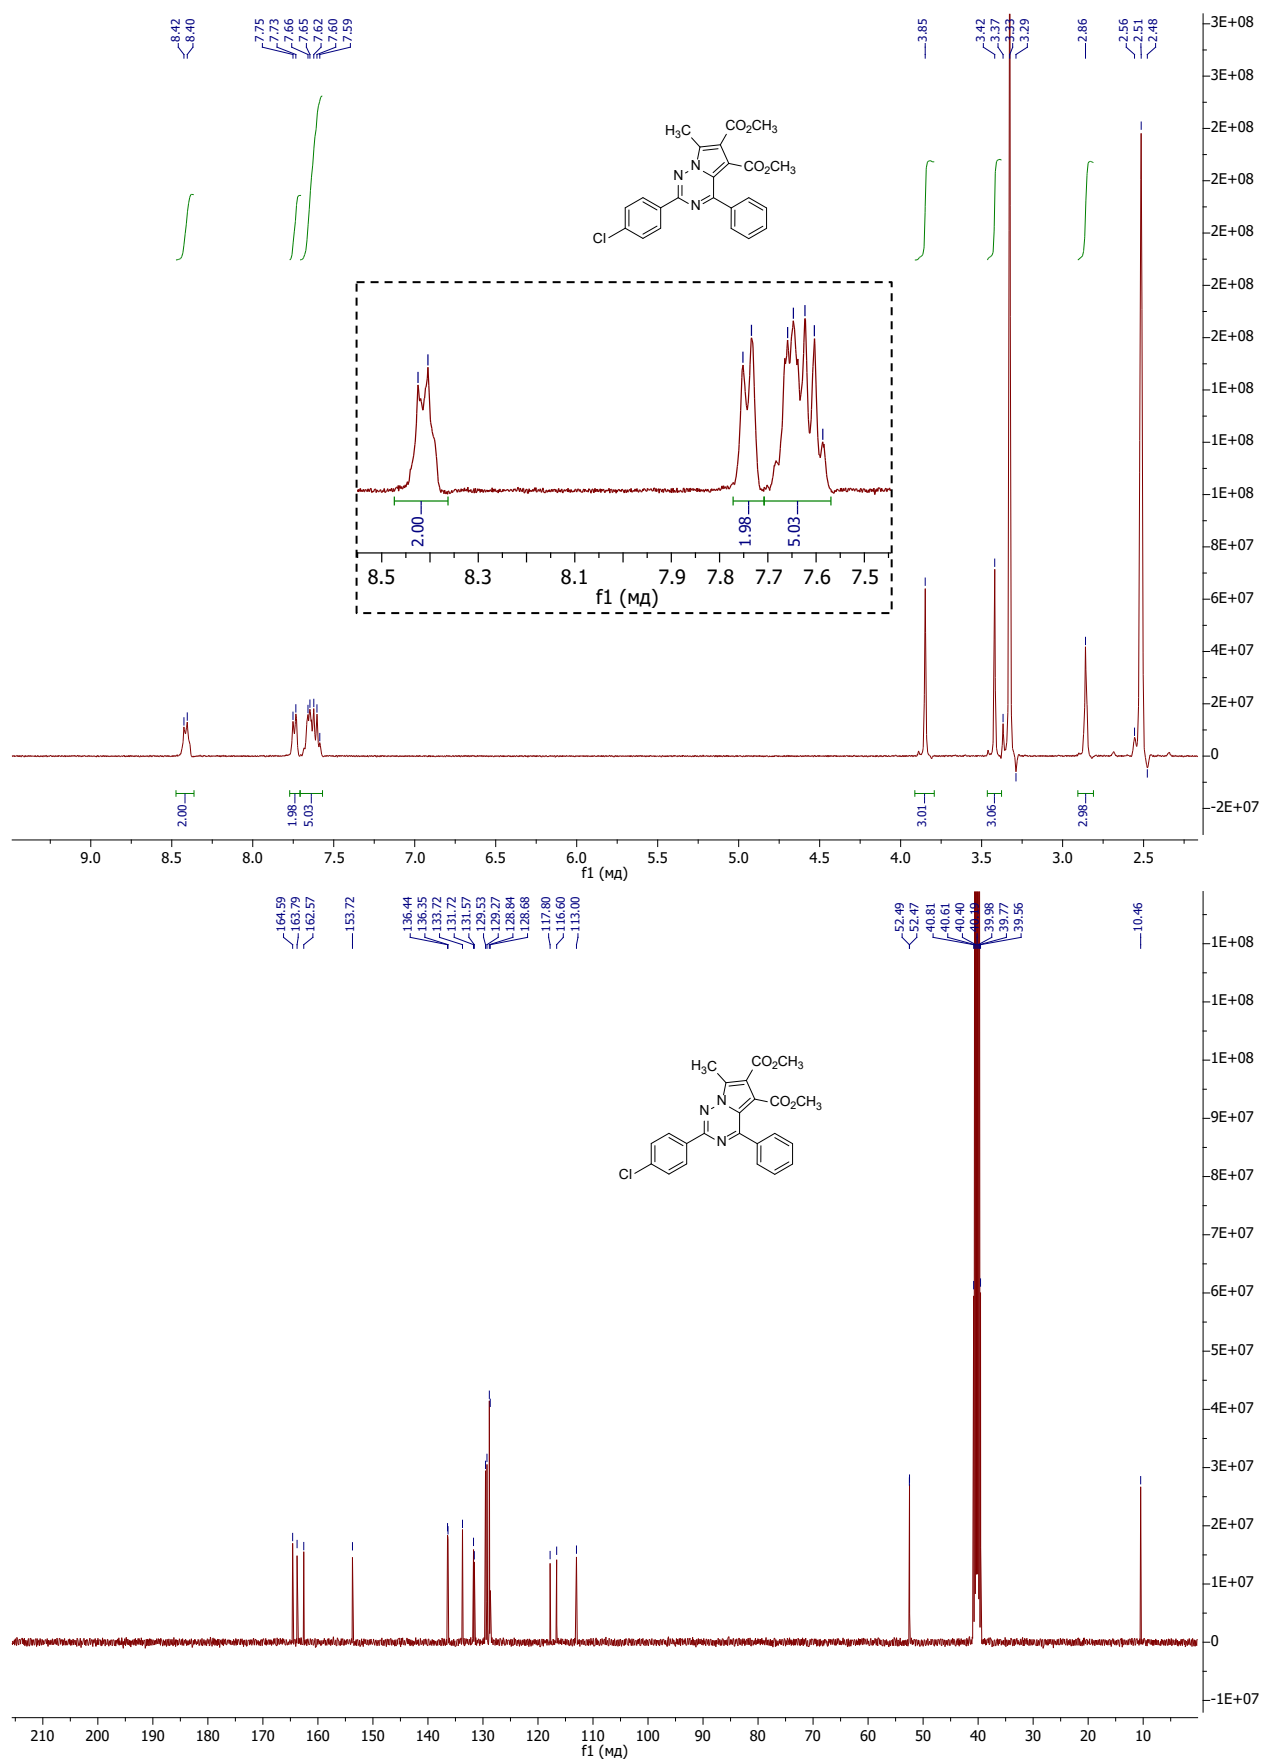 8.42
8.40
7.75
7.73
7.66
7.65
7.62
7.60
7.59
3.85
3.42
3.37
3.33
3.29
2.86
2.56
2.51
2.48
3E+08
3E+08
2E+08
2E+08
2E+08
2E+08
2E+08
1E+08
1E+08
1E+08
8E+07
6E+07
4E+07
2E+07
0
-2E+07
H₃C
CO₂CH₃
CO₂CH₃
N
N
N
Cl
2.00
1.98
5.03
8.5 8.3 8.1 7.9 7.8 7.7 7.6 7.5
f1 (мд)
2.00
1.98
5.03
3.01
3.06
2.98
9.0 8.5 8.0 7.5 7.0 6.5 6.0 5.5 5.0 4.5 4.0 3.5 3.0 2.5
f1 (мд)
164.59
163.79
162.57
153.72
136.44
136.35
133.72
131.72
131.57
129.53
129.27
128.84
128.68
117.80
116.60
113.00
52.49
52.47
40.81
40.61
40.40
39.98
39.77
39.56
10.46
1E+08
1E+08
1E+08
9E+07
8E+07
7E+07
6E+07
5E+07
4E+07
3E+07
2E+07
1E+07
0
-1E+07
H₃C
CO₂CH₃
CO₂CH₃
N
N
N
Cl
210 200 190 180 170 160 150 140 130 120 110 100 90 80 70 60 50 40 30 20 10
f1 (мд)